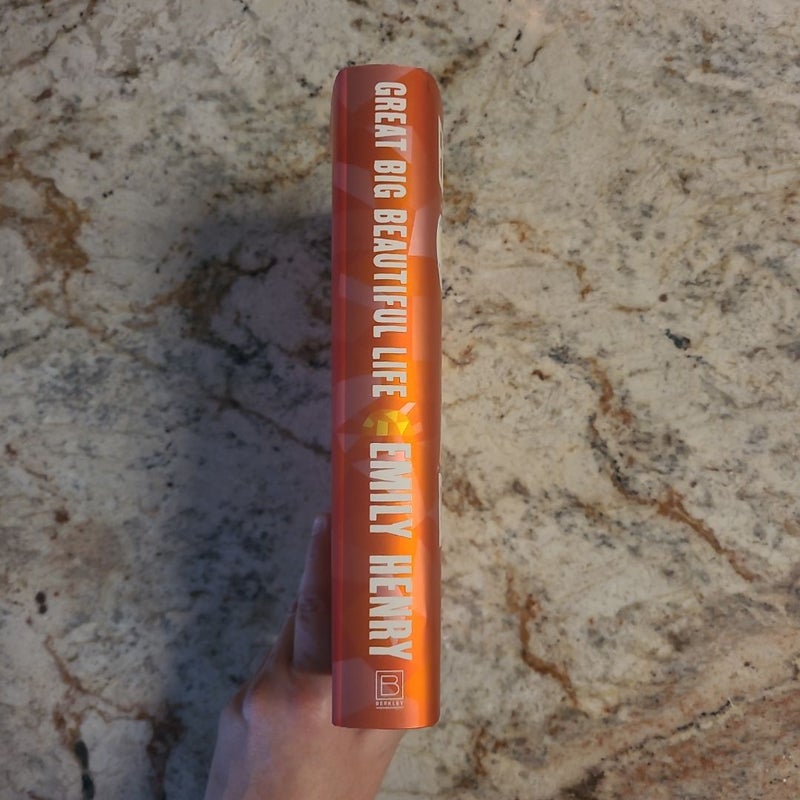 GREAT BIG BEAUTIFUL LIFE
EMILY HENRY
B
BERKLEY